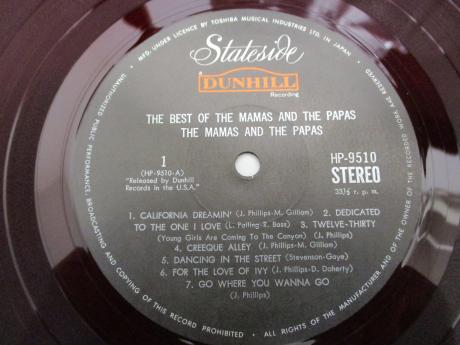 MFD. UNDER LICENCE BY TOSHIBA MUSICAL INDUSTRIES LTD. IN JAPAN • ALL RIGHTS OF THE MANUFACTURER AND OF THE OWNER OF THE RECORDED WORK ARE RESERVED • UNAUTHORIZED PUBLIC PERFORMANCE, BROADCASTING AND COPYING OF THIS RECORD PROHIBITED •
Stateside
A
DUNHILL
Recording
THE BEST OF THE MAMAS AND THE PAPAS
THE MAMAS AND THE PAPAS
1
(HP-9510-A)
"Released by Dunhill
Records in the U.S.A."
HP-9510
STEREO
33⅓ r. p. m.
1. CALIFORNIA DREAMIN' (J. Phillips-M. Gillian) 2. DEDICATED
TO THE ONE I LOVE (L. Palling-R. Bass) 3. TWELVE-THIRTY
(Young Girls Are Coming To The Canyon) (J. Phillips)
4. CREEQUE ALLEY (J. Phillips-M. Gilliam)
5. DANCING IN THE STREET (Stevenson-Gaye)
6. FOR THE LOVE OF IVY (J. Phillips-D. Doherty)
7. GO WHERE YOU WANNA GO
(J. Phillips)